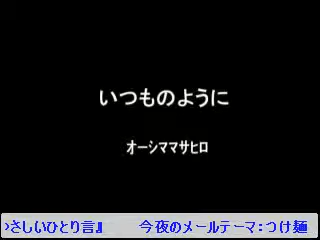 いつものように
オーシママサヒロ
さしいひとり言』 今夜のメールテーマ：つけ麺